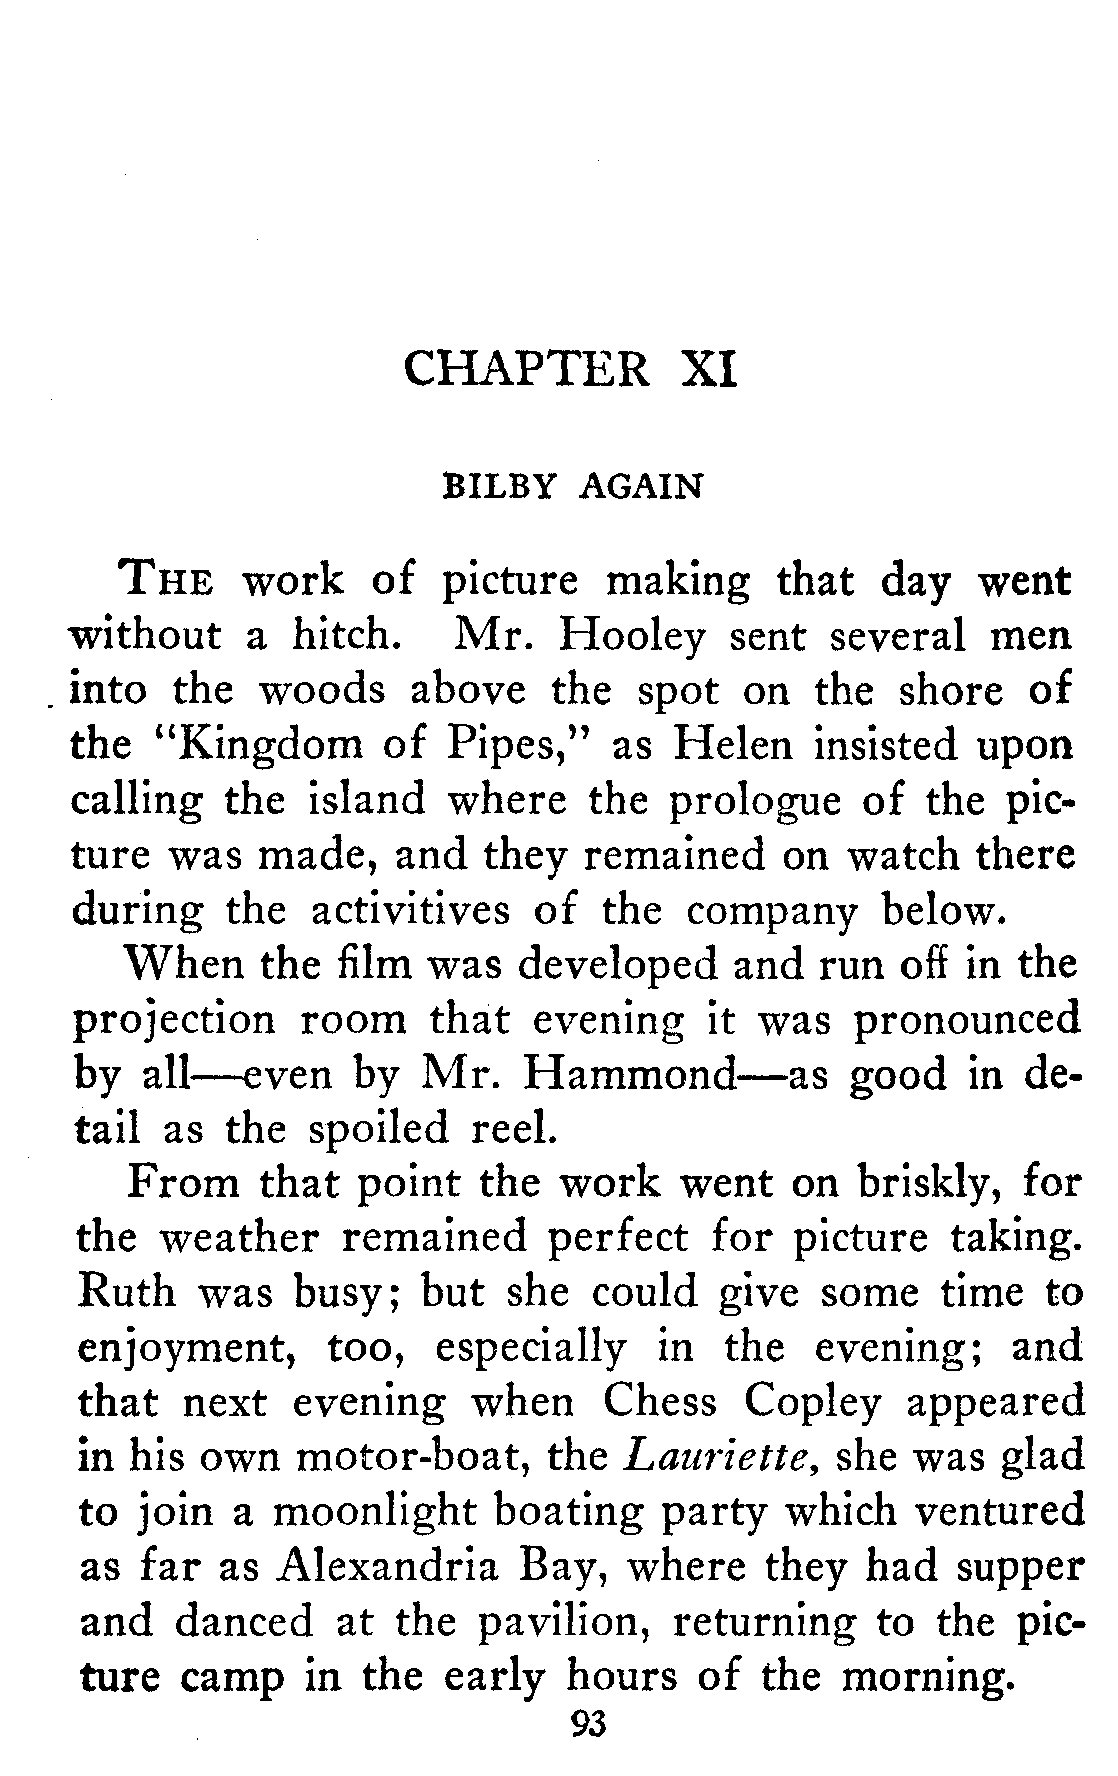 CHAPTER XI
BILBY AGAIN
THE work of picture making that day went
without a hitch. Mr. Hooley sent several men
into the woods above the spot on the shore of
the “Kingdom of Pipes,” as Helen insisted upon
calling the island where the prologue of the pic-
ture was made, and they remained on watch there
during the activitives of the company below.
When the film was developed and run off in the
projection room that evening it was pronounced
by all—even by Mr. Hammond—as good in de-
tail as the spoiled reel.
From that point the work went on briskly, for
the weather remained perfect for picture taking.
Ruth was busy; but she could give some time to
enjoyment, too, especially in the evening; and
that next evening when Chess Copley appeared
in his own motor-boat, the Lauriette, she was glad
to join a moonlight boating party which ventured
as far as Alexandria Bay, where they had supper
and danced at the pavilion, returning to the pic-
ture camp in the early hours of the morning.
93